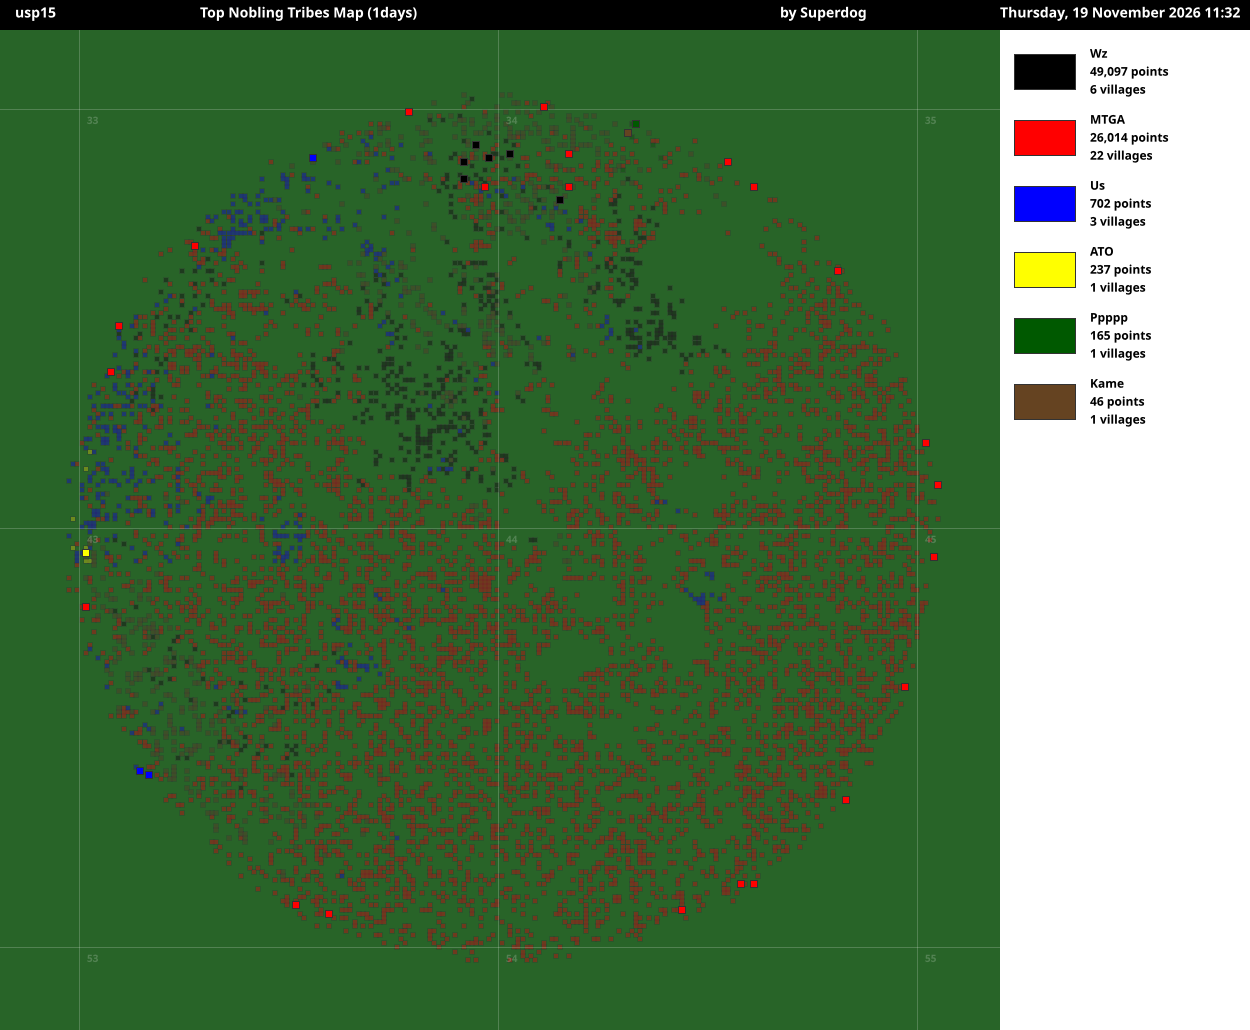 usp15 Top Nobling Tribes Map (1days) by Superdog Thursday, 19 November 2026 11:32
Wz
49,097 points
6 villages
MTGA
26,014 points
22 villages
Us
702 points
3 villages
ATO
237 points
1 villages
Ppppp
165 points
1 villages
Kame
46 points
1 villages
33 34 35
43 44 45
53 54 55